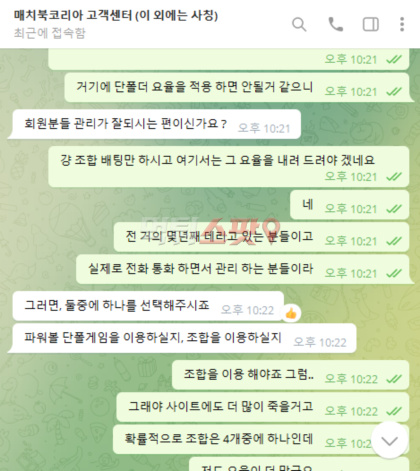 매치북코리아 고객센터 (이 외에는 사칭)
최근에 접속함
오후 10:21
거기에 단폴더 요율을 적용 하면 안될거 같으니
오후 10:21
회원분들 관리가 잘되시는 편이신가요 ?
오후 10:21
걍 조합 배팅만 하시고 여기서는 그 요율을 내려 드려야 겠네요
오후 10:21
네
오후 10:21
전 거의 몇년째 데리고 있는 분들이고
오후 10:21
실제로 전화 통화 하면서 관리 하는 분들이라
오후 10:21
그러면, 둘중에 하나를 선택해주시죠
오후 10:22
파워볼 단폴게임을 이용하실지, 조합을 이용하실지
오후 10:22
조합을 이용 해야죠 그럼..
오후 10:22
그래야 사이트에도 더 많이 죽을거고
오후 10:22
확률적으로 조합은 4개중에 하나인데
오후